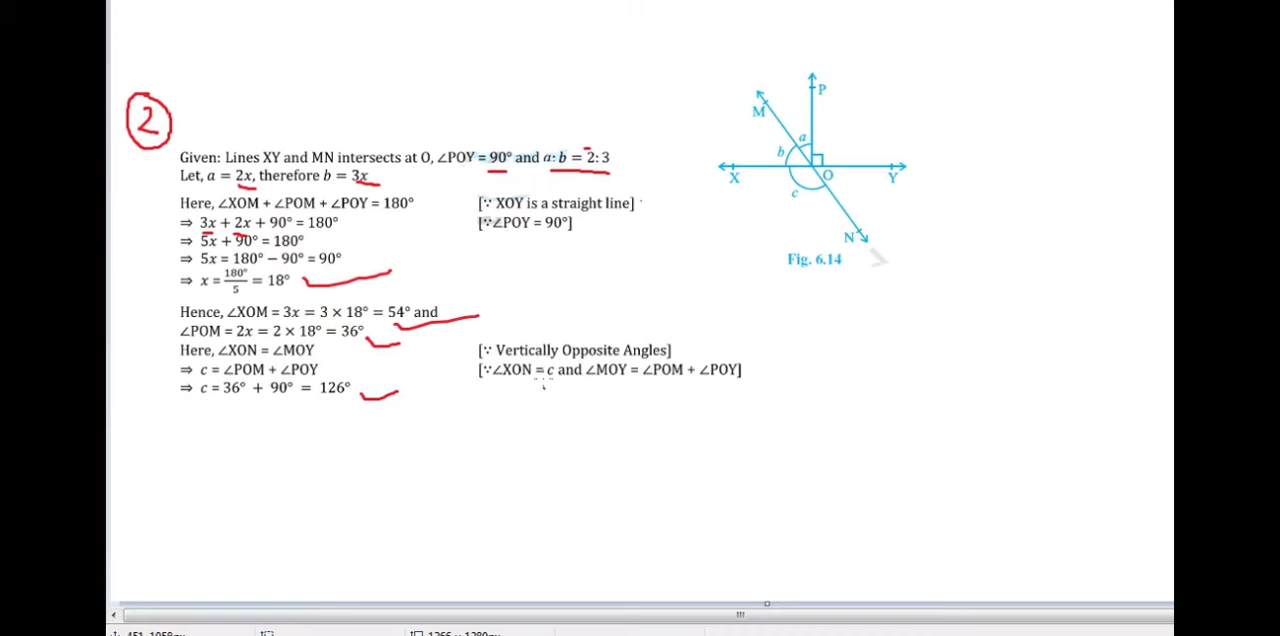 2
Given: Lines XY and MN intersects at O, ∠POY = 90° and a: b = 2: 3
Let, a = 2x, therefore b = 3x
Here, ∠XOM + ∠POM + ∠POY = 180° [∵ XOY is a straight line]
⇒ 3x + 2x + 90° = 180° [∵∠POY = 90°]
⇒ 5x + 90° = 180°
⇒ 5x = 180° − 90° = 90°
⇒ x = 180°/5 = 18°
Hence, ∠XOM = 3x = 3 × 18° = 54° and
∠POM = 2x = 2 × 18° = 36°
Here, ∠XON = ∠MOY [∵ Vertically Opposite Angles]
⇒ c = ∠POM + ∠POY [∵∠XON = c and ∠MOY = ∠POM + ∠POY]
⇒ c = 36° + 90° = 126°
P
M
a
b
X
O
Y
c
N
Fig. 6.14